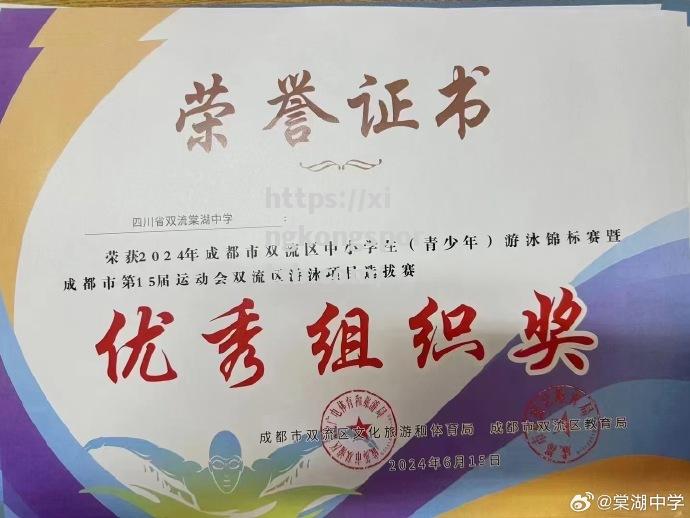 荣誉证书
https://xi
四川省双流棠湖中学:
ngkongspor
荣获2024年成都市双流区中小学生(青少年)游泳锦标赛暨
成都市第15届运动会双流区游泳项目选拔赛
优秀组织奖
成都市双流区文化旅游和体育局 成都市双流区教育局
2024年6月15日
@棠湖中学